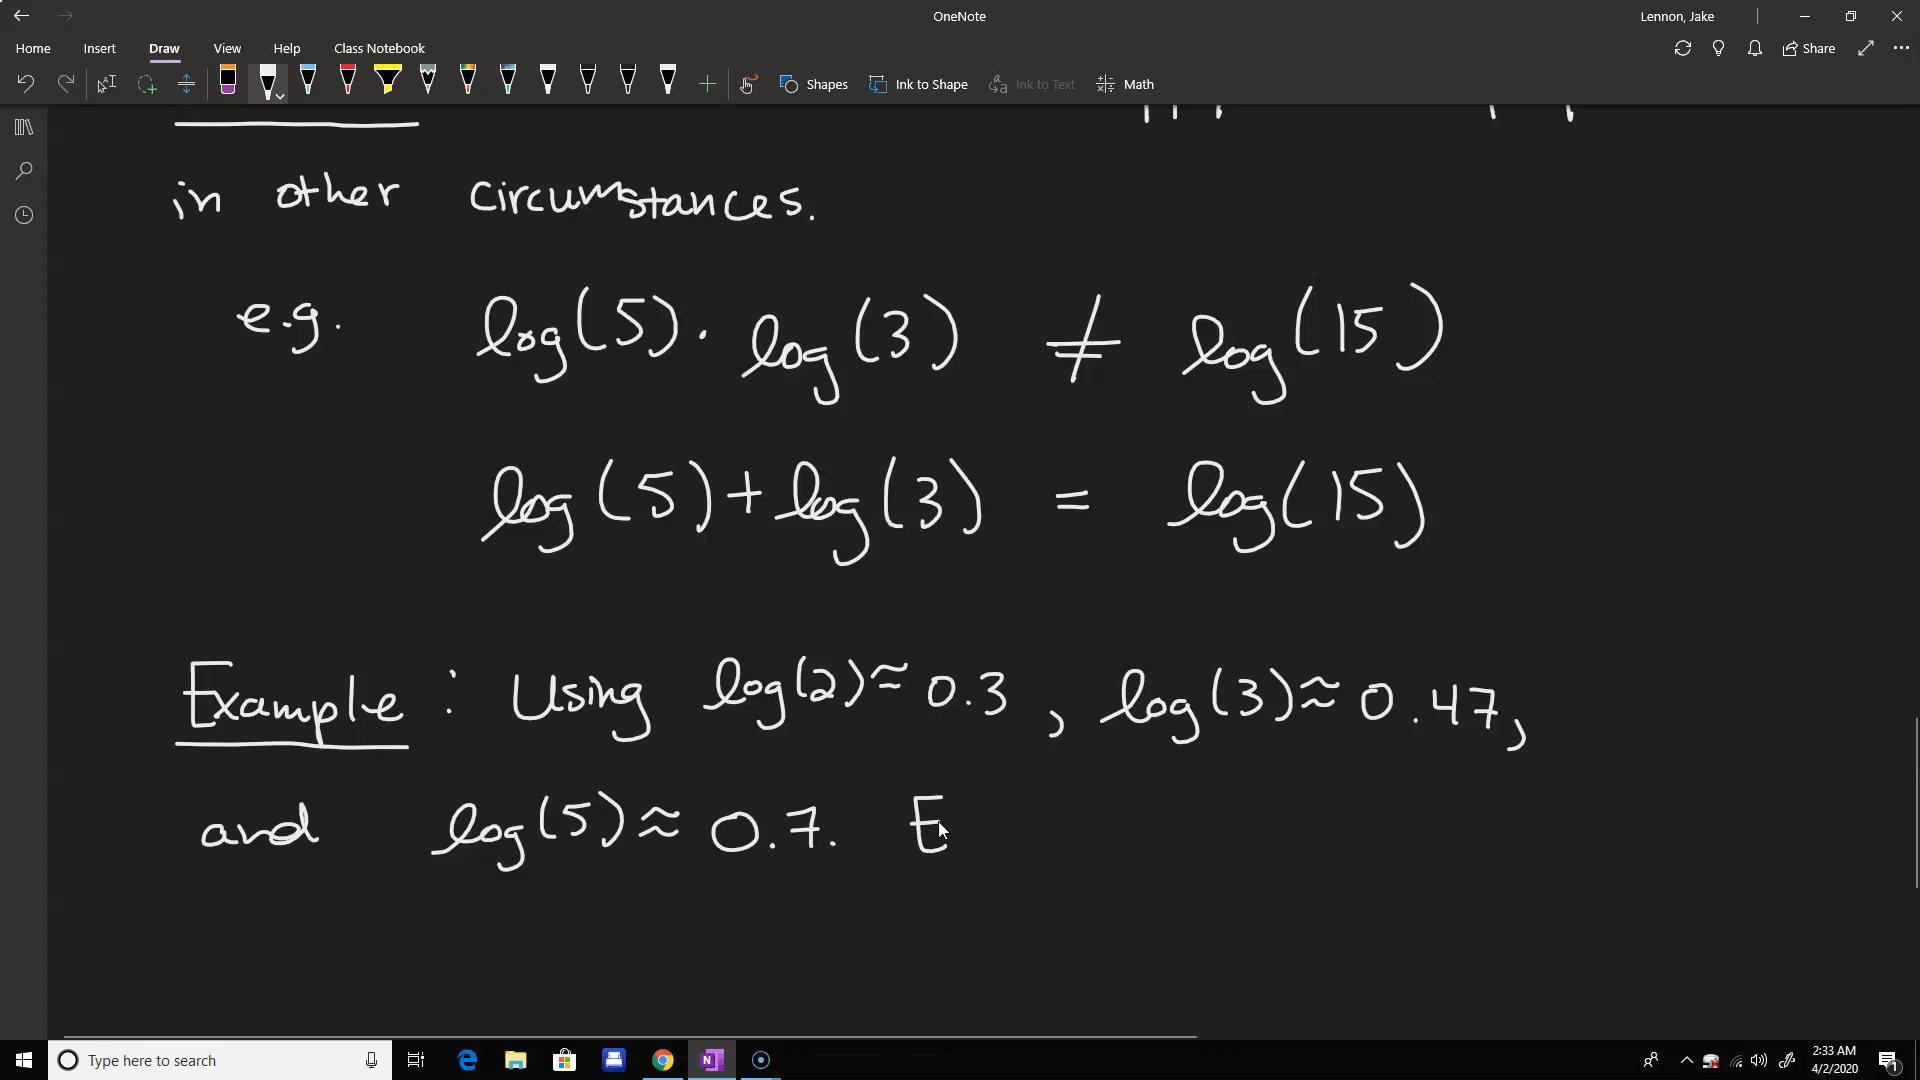 OneNote
Lennon, Jake
Home Insert Draw View Help Class Notebook
Share
Shapes Ink to Shape Ink to Text Math
in other circumstances.
e.g. log(5) · log(3) ≠ log(15)
log(5) + log(3) = log(15)
Example : Using log(2) ≈ 0.3 , log(3) ≈ 0.47,
and log(5) ≈ 0.7. E
Type here to search
2:33 AM
4/2/2020
1